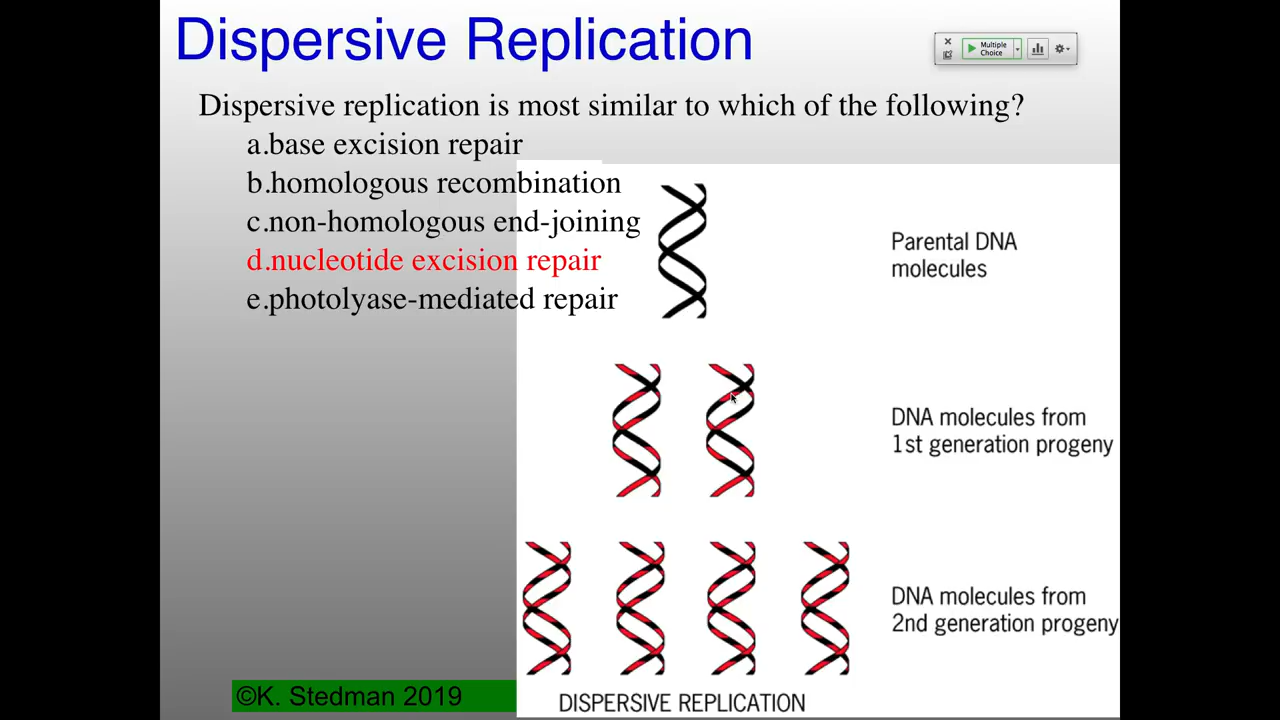 Dispersive Replication
Multiple
Choice
Dispersive replication is most similar to which of the following?
a.base excision repair
b.homologous recombination
c.non-homologous end-joining
d.nucleotide excision repair
e.photolyase-mediated repair
Parental DNA
molecules
DNA molecules from
1st generation progeny
DNA molecules from
2nd generation progeny
©K. Stedman 2019
DISPERSIVE REPLICATION